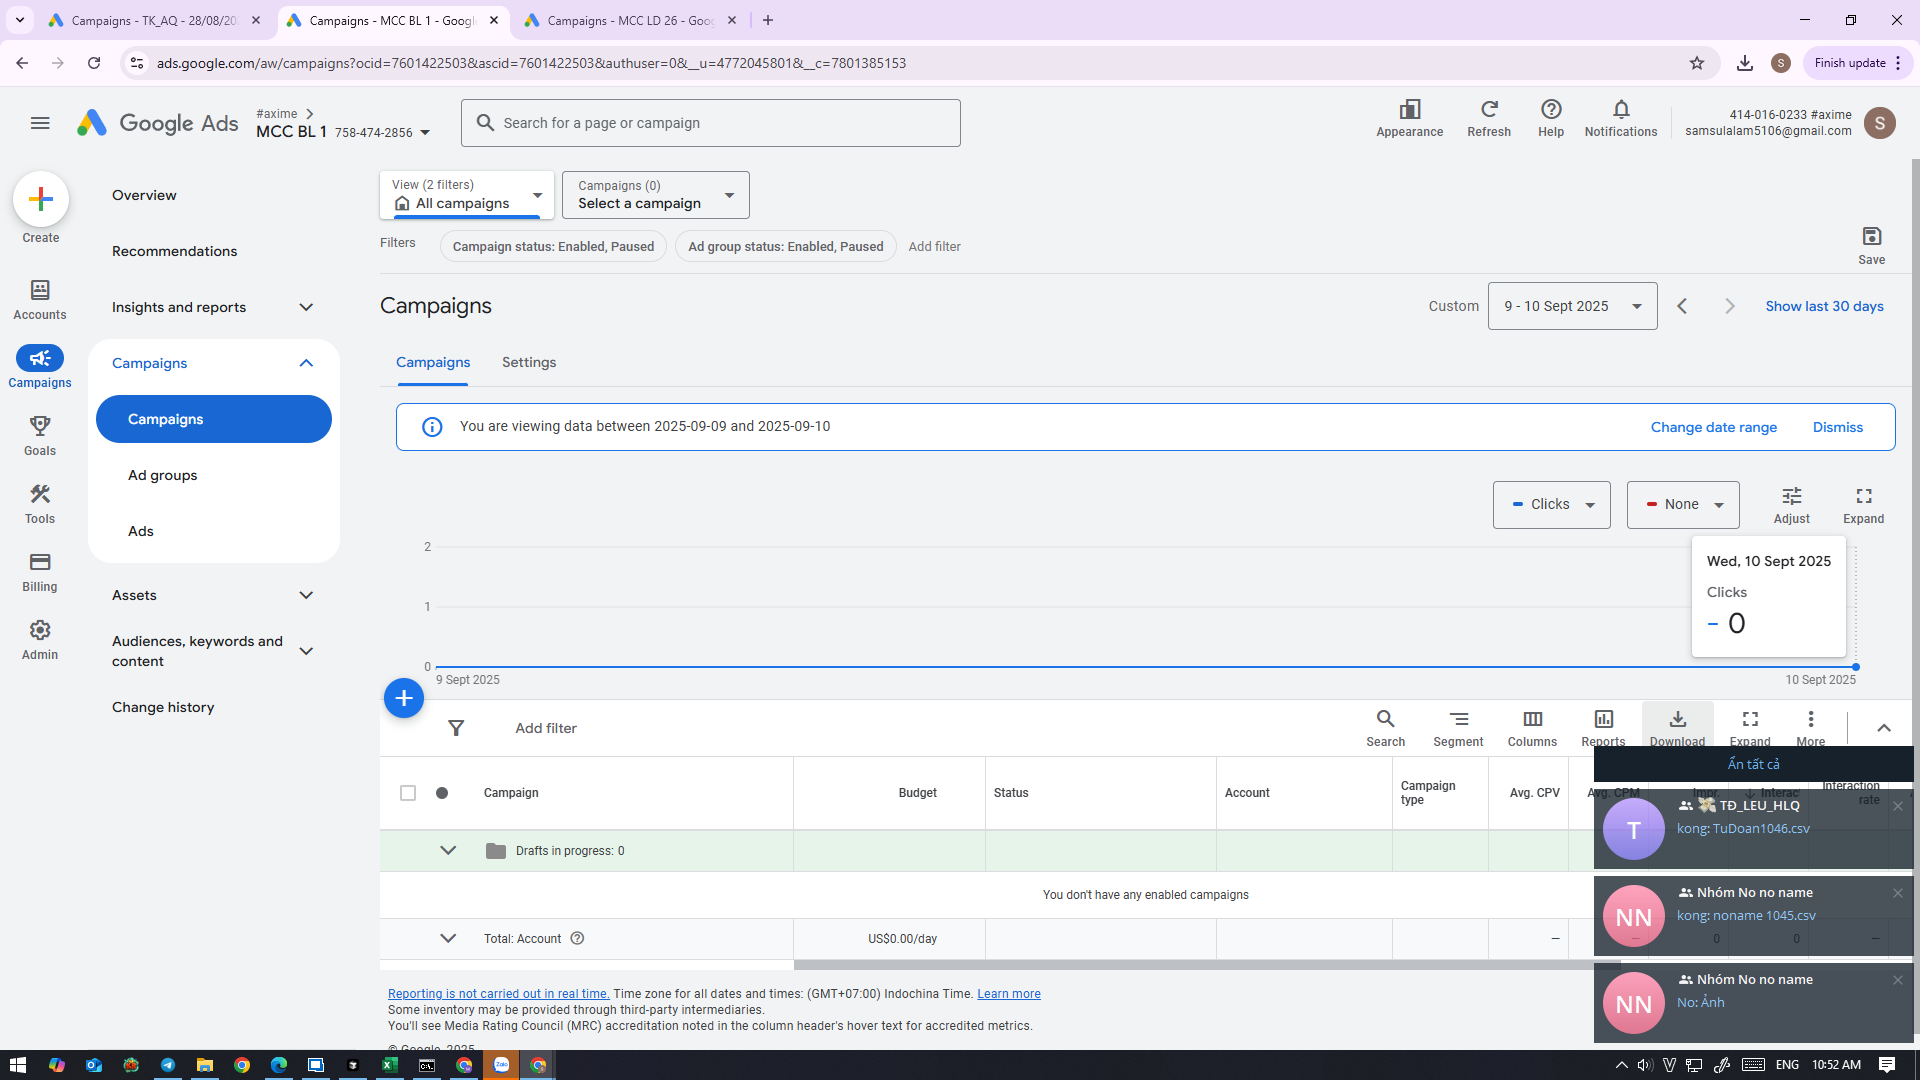 Campaigns - TK_AQ - 28/08/20
Campaigns - MCC BL 1 - Google
Campaigns - MCC LD 26 - Goo
ads.google.com/aw/campaigns?ocid=7601422503&ascid=7601422503&authuser=0&__u=4772045801&__c=7801385153
S
Finish update
Google Ads
#axime
MCC BL 1 758-474-2856
Search for a page or campaign
Appearance
Refresh
Help
Notifications
414-016-0233 #axime
samsulalam5106@gmail.com
S
Create
Accounts
Campaigns
Goals
Tools
Billing
Admin
Overview
Recommendations
Insights and reports
Campaigns
Campaigns
Ad groups
Ads
Assets
Audiences, keywords and
content
Change history
View (2 filters)
All campaigns
Campaigns (0)
Select a campaign
Filters
Campaign status: Enabled, Paused
Ad group status: Enabled, Paused
Add filter
Save
Campaigns
Custom
9 - 10 Sept 2025
Show last 30 days
Campaigns
Settings
You are viewing data between 2025-09-09 and 2025-09-10
Change date range
Dismiss
Clicks
None
Adjust
Expand
2
1
0
9 Sept 2025
10 Sept 2025
Wed, 10 Sept 2025
Clicks
0
Add filter
Search
Segment
Columns
Reports
Download
Expand
More
Campaign
Budget
Status
Account
Campaign
type
Avg. CPV
Avg. CPM
Impr.
Interac
Interaction
rate
Drafts in progress: 0
You don't have any enabled campaigns
Total: Account
US$0.00/day
—
—
0
0
—
Reporting is not carried out in real time. Time zone for all dates and times: (GMT+07:00) Indochina Time. Learn more
Some inventory may be provided through third-party intermediaries.
You'll see Media Rating Council (MRC) accreditation noted in the column header's hover text for accredited metrics.
© Google, 2025
Ẩn tất cả
T
💸 TĐ_LEU_HLQ
kong: TuDoan1046.csv
NN
Nhóm No no name
kong: noname 1045.csv
NN
Nhóm No no name
No: Ảnh
Zalo
ENG
10:52 AM